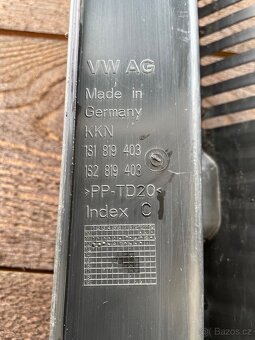 VW AG
Made in
Germany
KKN
1S1 819 403
1S2 819 403
>PP-TD20<
Index C
© Bazos.cz